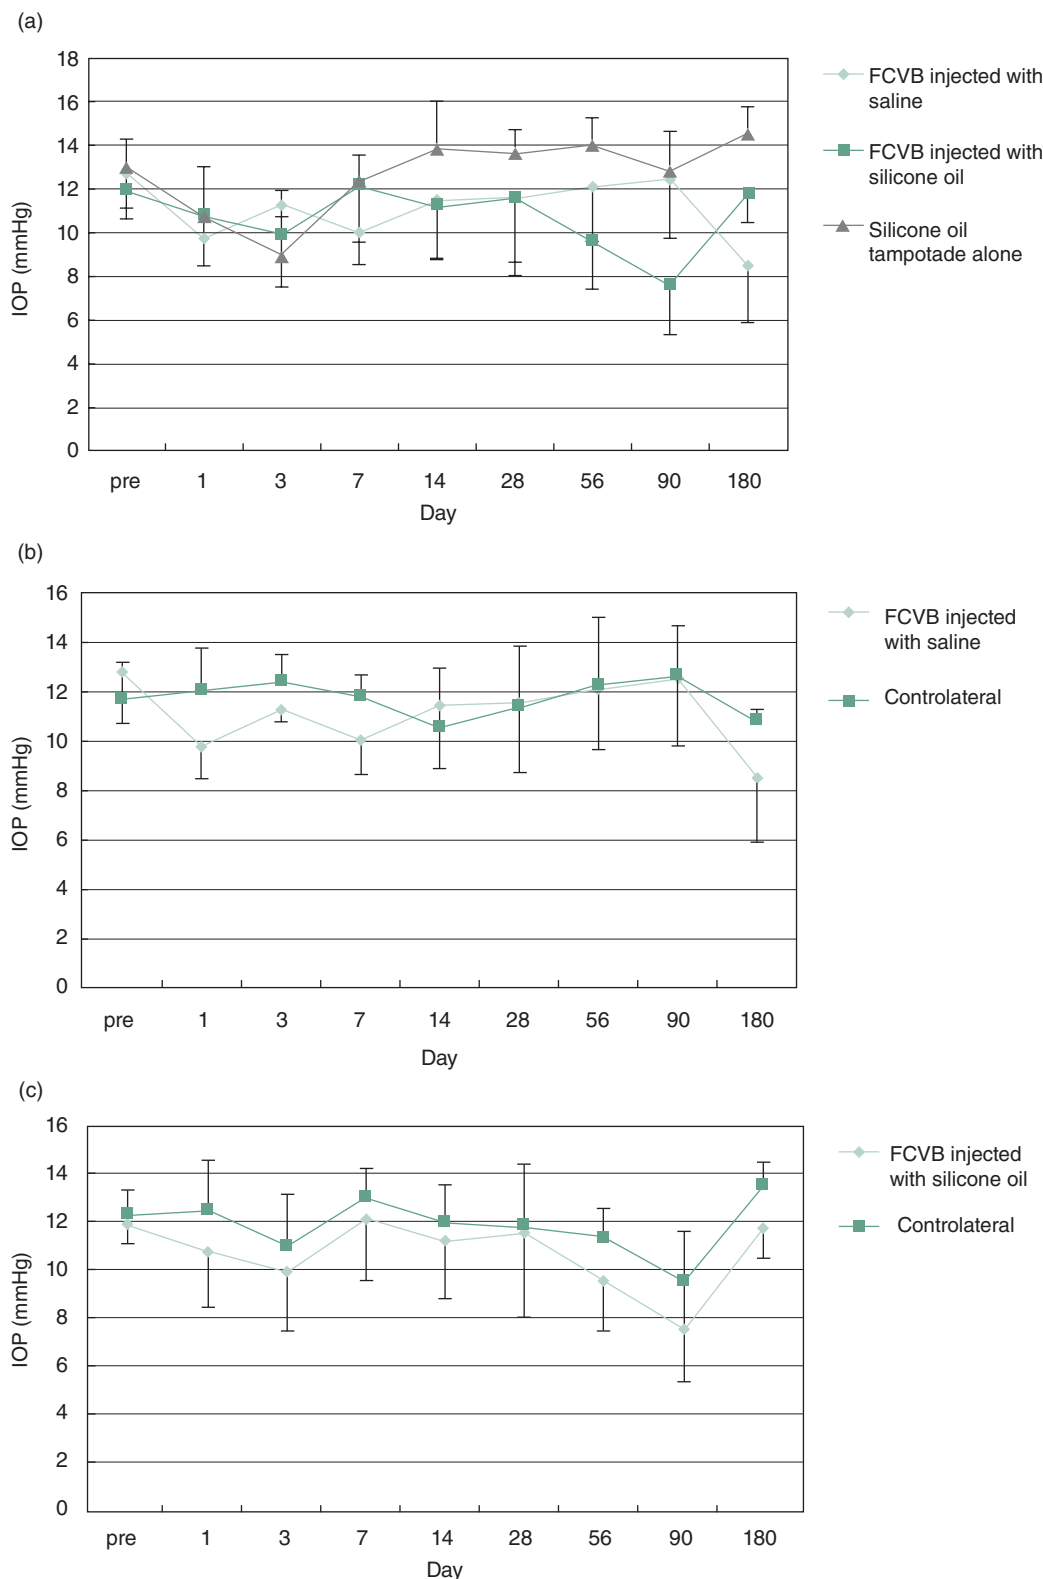 (a)
18
16
14
12
10
8
6
4
2
0
IOP (mmHg)
pre 1 3 7 14 28 56 90 180
Day
FCVB injected with
saline
FCVB injected with
silicone oil
Silicone oil
tampotade alone
(b)
16
14
12
10
8
6
4
2
0
IOP (mmHg)
pre 1 3 7 14 28 56 90 180
Day
FCVB injected
with saline
Controlateral
(c)
16
14
12
10
8
6
4
2
0
IOP (mmHg)
pre 1 3 7 14 28 56 90 180
Day
FCVB injected
with silicone oil
Controlateral